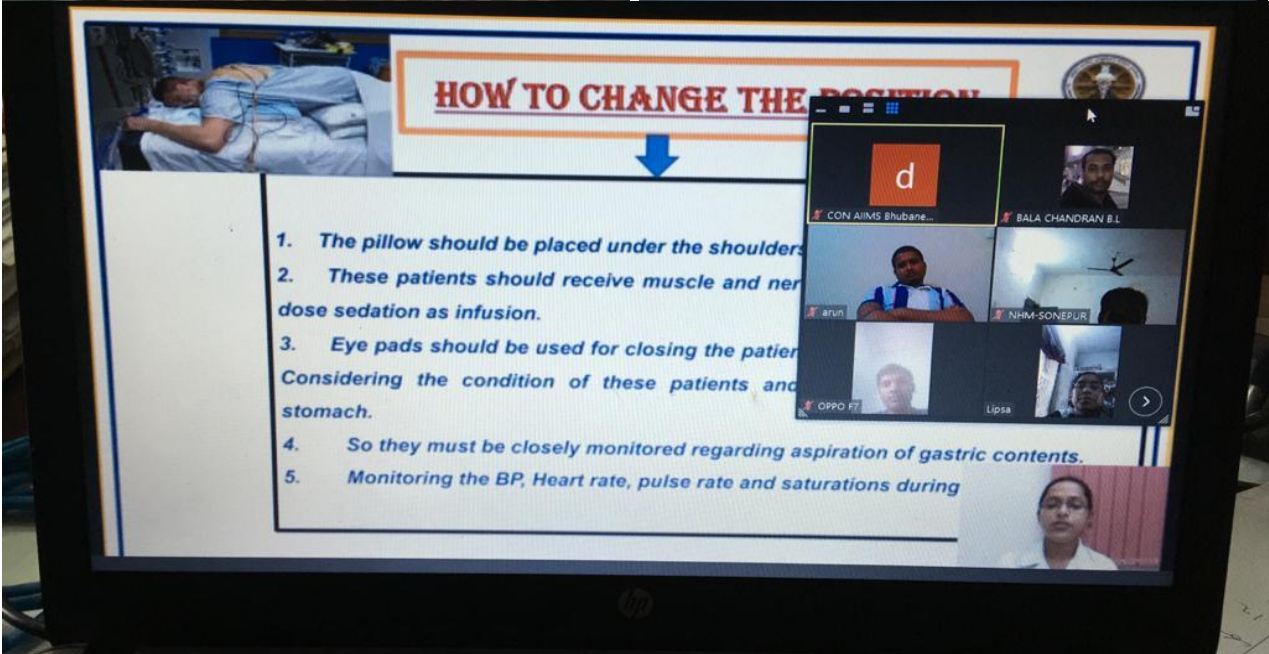 HOW TO CHANGE THE POSITION
1. The pillow should be placed under the shoulders
2. These patients should receive muscle and ner
dose sedation as infusion.
3. Eye pads should be used for closing the patien
Considering the condition of these patients and
stomach.
4. So they must be closely monitored regarding aspiration of gastric contents.
5. Monitoring the BP, Heart rate, pulse rate and saturations during
d
CON AIIMS Bhubane...
BALA CHANDRAN B.L
arun
NHM-SONEPUR
OPPO F7
Lipsa
hp